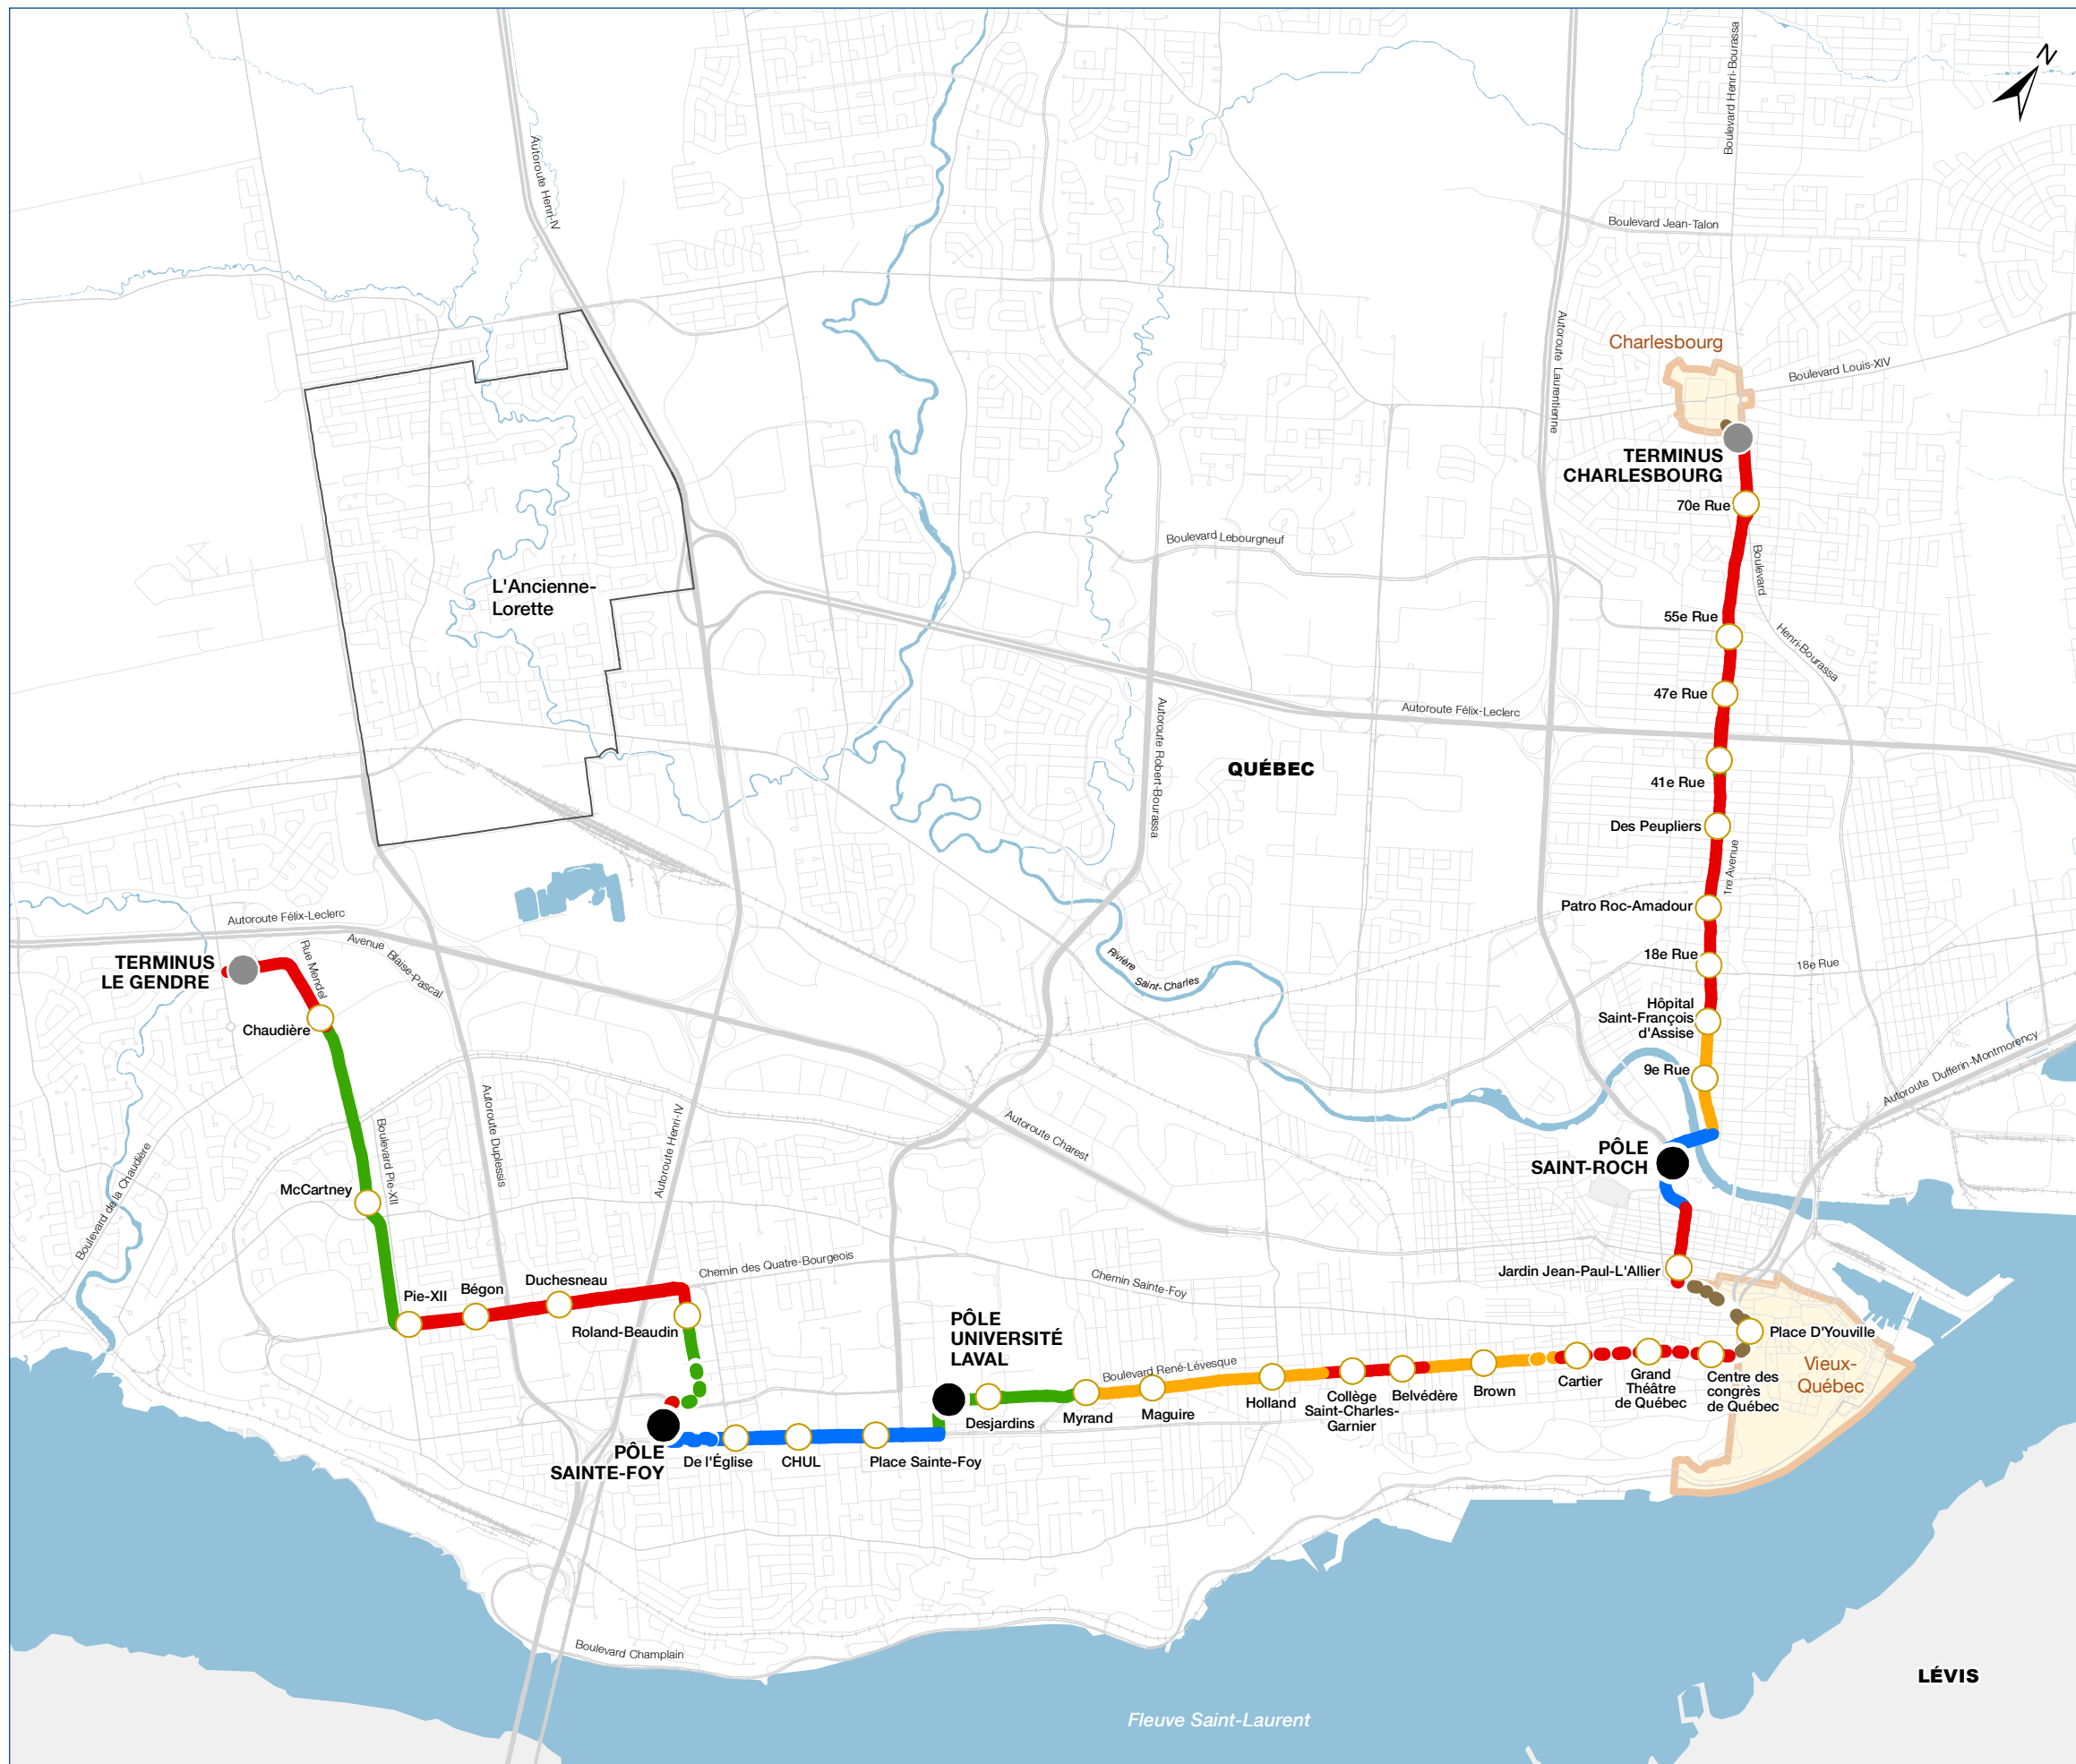 N
Boulevard Henri-Bourassa
Autoroute Henri-IV
Boulevard Jean-Talon
Autoroute Laurentienne
Charlesbourg
Boulevard Louis-XIV
TERMINUS
CHARLESBOURG
70e Rue
Boulevard Lebourgneuf
Boulevard
Henri-Bourassa
L'Ancienne-
Lorette
55e Rue
47e Rue
Autoroute Félix-Leclerc
Autoroute Robert-Bourassa
QUÉBEC
41e Rue
Des Peupliers
1re Avenue
Patro Roc-Amadour
Autoroute Félix-Leclerc
Avenue Blaise-Pascal
Rue Mendel
TERMINUS
LE GENDRE
Chaudière
Rivière Saint-Charles
18e Rue
18e Rue
Hôpital
Saint-François
d'Assise
9e Rue
Autoroute Dufferin-Montmorency
Autoroute Charest
Autoroute Duplessis
Autoroute Henri-IV
Boulevard Pie-XII
Boulevard de la Chaudière
McCartney
PÔLE
SAINT-ROCH
Chemin des Quatre-Bourgeois
Chemin Sainte-Foy
Jardin Jean-Paul-L'Allier
Pie-XII
Bégon
Duchesneau
Roland-Beaudin
PÔLE
UNIVERSITÉ
LAVAL
Place D'Youville
Vieux-
Québec
Boulevard René-Lévesque
Desjardins
Myrand
Maguire
Holland
Collège
Saint-Charles-
Garnier
Belvédère
Brown
Cartier
Grand
Théâtre
de Québec
Centre des
congrès
de Québec
PÔLE
SAINTE-FOY
De l'Église
CHUL
Place Sainte-Foy
Boulevard Champlain
LÉVIS
Fleuve Saint-Laurent